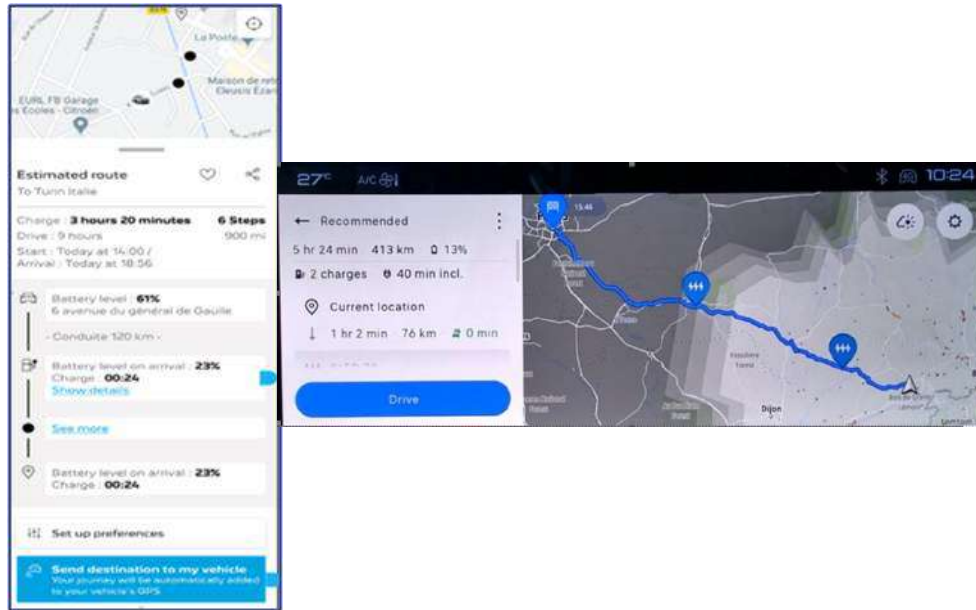 La Poste
Maison de
EURL FB Garage
Citroën
Estimated route
To Turin Italie
Charge : 3 hours 20 minutes 6 Steps
Drive : 9 hours 900 mi
Start : Today at 14:00 /
Arrival : Today at 18:56
Battery level : 61%
6 avenue du général de Gaulle
- Conduite 120 km -
Battery level on arrival : 23%
Charge : 00:24
Show details
See more
Battery level on arrival : 23%
Charge : 00:24
Set up preferences
Send destination to my vehicle
Your journey will be automatically added
to your vehicle's GPS
27°C A/C 4G 10:24
← Recommended
5 hr 24 min 413 km 13%
2 charges 40 min incl.
Current location
↓ 1 hr 2 min 76 km 0 min
Drive
15:46
Dijon